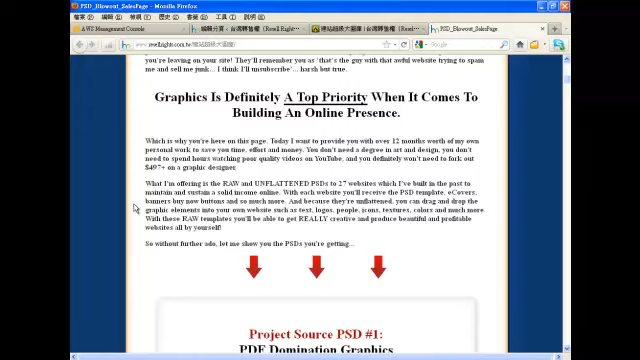 PSD_Blowout_SalesPage - Mozilla Firefox
AWS Management Console
PSD_Blowout_SalesPage
www.resellrights.com.tw/
Google
you're leaving on your site! They'll remember you as 'that's the guy with that awful website trying to spam
me and sell me junk... I think I'll unsubscribe'... harsh but true.
Graphics Is Definitely A Top Priority When It Comes To
Building An Online Presence.
Which is why you're here on this page. Today I want to provide you with over 12 months worth of my own
personal work to save you time, effort and money. You don't need a degree in art and design, you don't
need to spend hours watching poor quality videos on YouTube, and you definitely won't need to fork out
$497+ on a graphic designer.
What I'm offering is the RAW and UNFLATTENED PSDs to 27 websites which I've built in the past to
maintain and sustain a solid income online. With each website you'll receive the PSD template, eCovers,
banners buy now buttons and so much more. And because they're unflattened, you can drag and drop the
graphic elements into your own website such as text, logos, people, icons, textures, colors and much more.
With these RAW templates you'll be able to get REALLY creative and produce beautiful and profitable
websites all by yourself!
So without further ado, let me show you the PSDs you're getting...
Project Source PSD #1:
PDF Domination Graphics